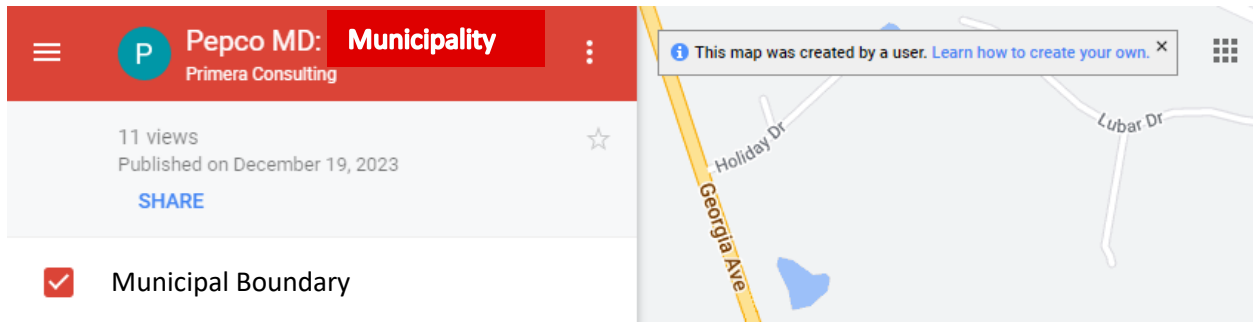 P
Pepco MD: Municipality
Primera Consulting
11 views
Published on December 19, 2023
SHARE
Municipal Boundary
This map was created by a user. Learn how to create your own.
Holiday Dr
Lubar Dr
Georgia Ave